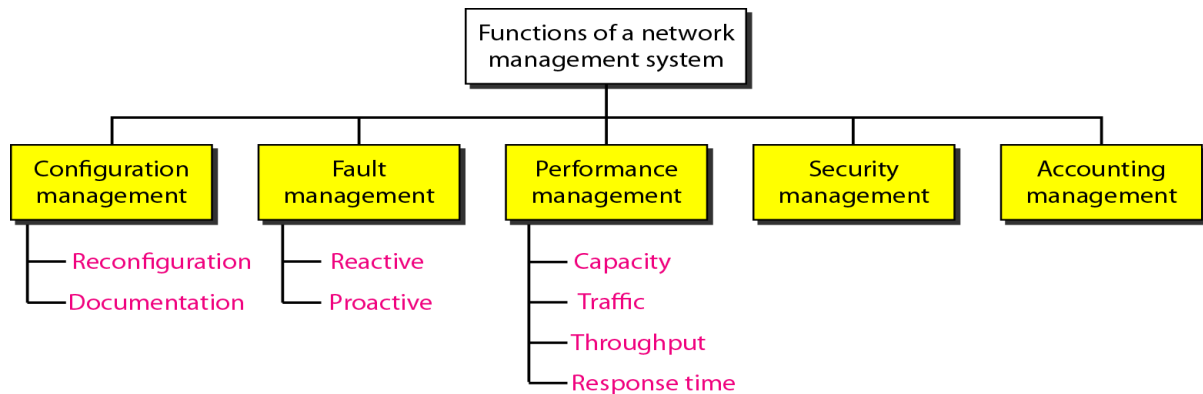 Functions of a network
management system
Configuration
management
Fault
management
Performance
management
Security
management
Accounting
management
Reconfiguration
Documentation
Reactive
Proactive
Capacity
Traffic
Throughput
Response time